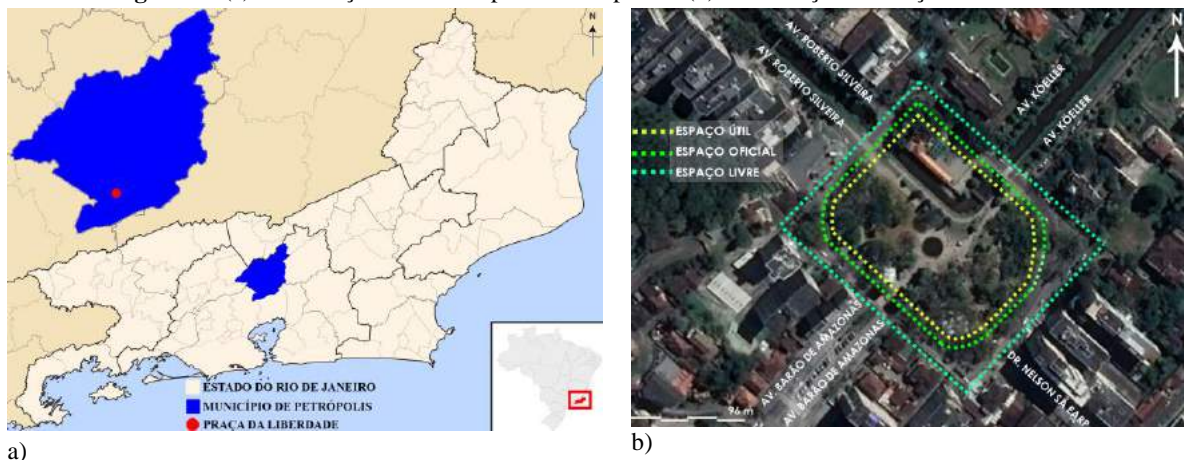 N
ESTADO DO RIO DE JANEIRO
MUNICÍPIO DE PETRÓPOLIS
PRAÇA DA LIBERDADE
a)
N
AV. ROBERTO SILVEIRA
AV. ROBERTO SILVEIRA
AV. KOELLER
AV. KOELLER
ESPAÇO ÚTIL
ESPAÇO OFICIAL
ESPAÇO LIVRE
AV. BARÃO DE AMAZONAS
AV. BARÃO DE AMAZONAS
DR. NELSON SÁ EARP
96 m
b)